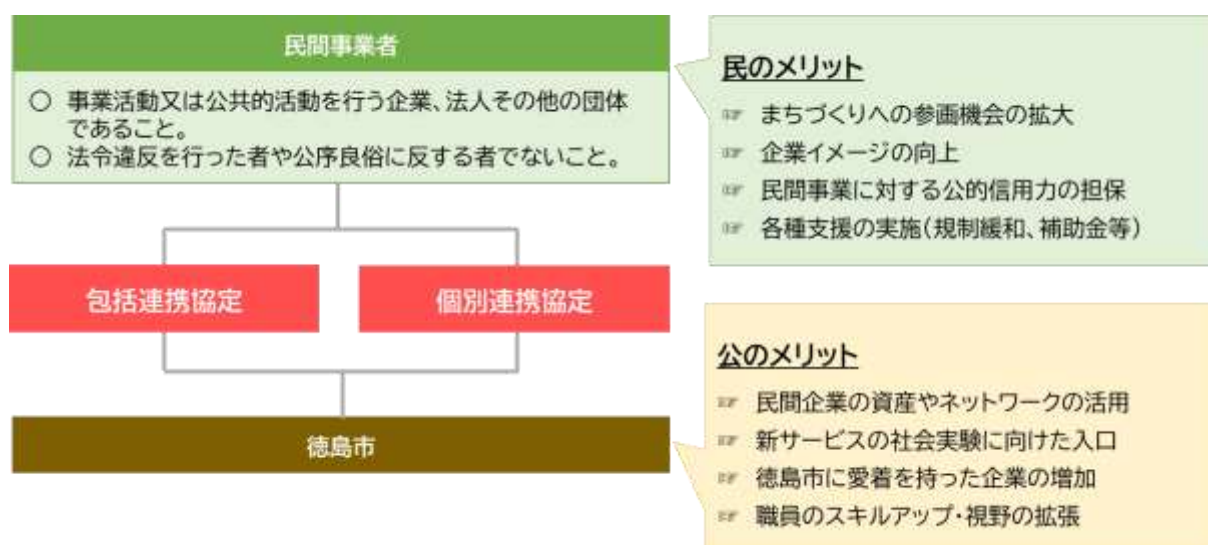 民間事業者
○ 事業活動又は公共的活動を行う企業、法人その他の団体
であること。
○ 法令違反を行った者や公序良俗に反する者でないこと。
包括連携協定
個別連携協定
徳島市
民のメリット
☞ まちづくりへの参画機会の拡大
☞ 企業イメージの向上
☞ 民間事業に対する公的信用力の担保
☞ 各種支援の実施(規制緩和、補助金等)
公のメリット
☞ 民間企業の資産やネットワークの活用
☞ 新サービスの社会実験に向けた入口
☞ 徳島市に愛着を持った企業の増加
☞ 職員のスキルアップ・視野の拡張